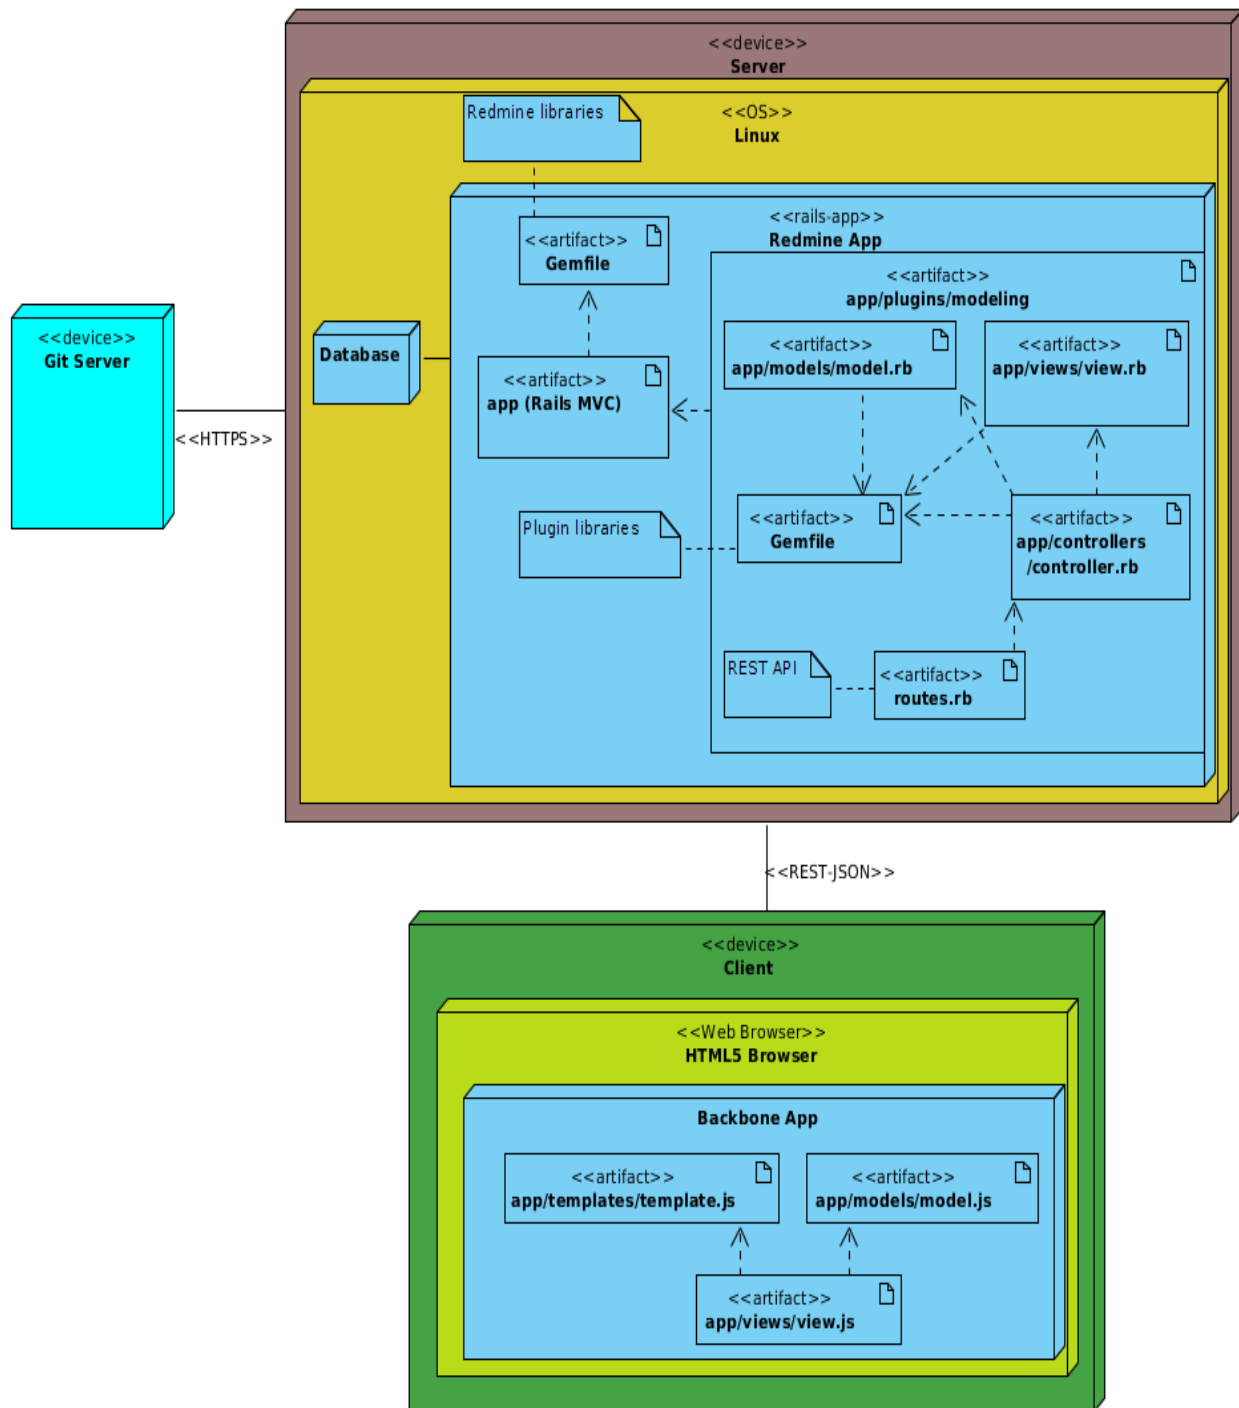 <<device>>
Server
<<OS>>
Linux
Redmine libraries
<<rails-app>>
Redmine App
<<artifact>>
Gemfile
<<artifact>>
app/plugins/modeling
<<device>>
Git Server
<<HTTPS>>
Database
<<artifact>>
app (Rails MVC)
<<artifact>>
app/models/model.rb
<<artifact>>
app/views/view.rb
Plugin libraries
<<artifact>>
Gemfile
<<artifact>>
app/controllers
/controller.rb
REST API
<<artifact>>
routes.rb
<<REST-JSON>>
<<device>>
Client
<<Web Browser>>
HTML5 Browser
Backbone App
<<artifact>>
app/templates/template.js
<<artifact>>
app/models/model.js
<<artifact>>
app/views/view.js